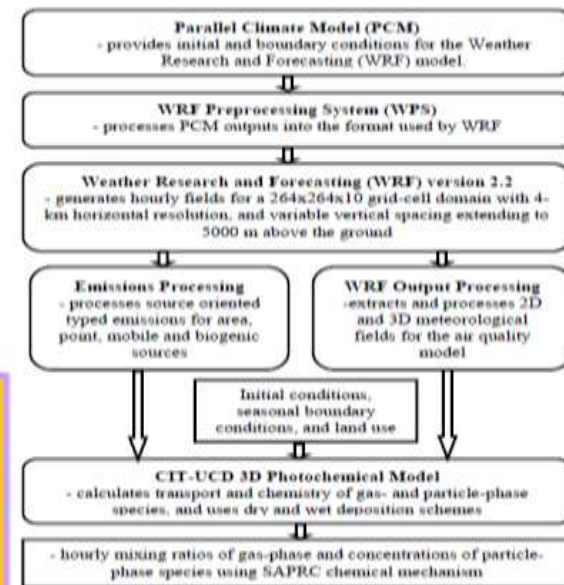 Parallel Climate Model (PCM)
- provides initial and boundary conditions for the Weather
Research and Forecasting (WRF) model.
WRF Preprocessing System (WPS)
- processes PCM outputs into the format used by WRF
Weather Research and Forecasting (WRF) version 2.2
- generates hourly fields for a 264x264x10 grid-cell domain with 4-
km horizontal resolution, and variable vertical spacing extending to
5000 m above the ground
Emissions Processing
- processes source oriented
typed emissions for area,
point, mobile and biogenic
sources
WRF Output Processing
-extracts and processes 2D
and 3D meteorological
fields for the air quality
model
Initial conditions,
seasonal boundary
conditions, and land use
CIT-UCD 3D Photochemical Model
- calculates transport and chemistry of gas- and particle-phase
species, and uses dry and wet deposition schemes
- hourly mixing ratios of gas-phase and concentrations of particle-
phase species using SAPRC chemical mechanism